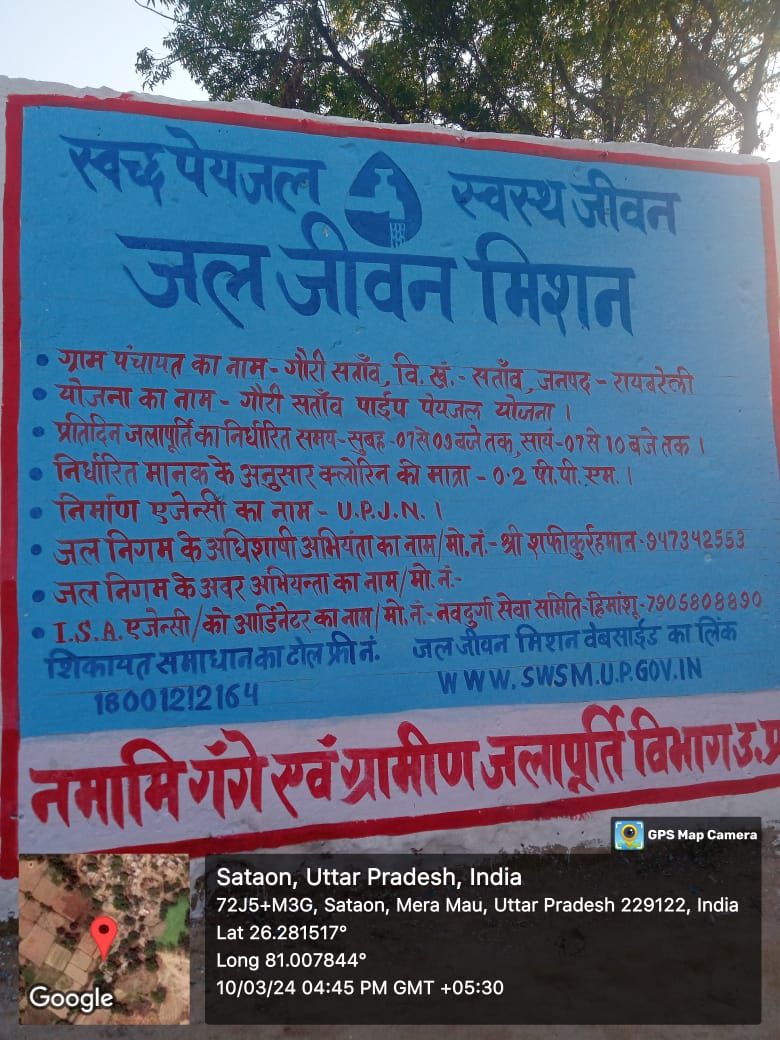 स्वच्छ पेयजल स्वस्थ जीवन
जल जीवन मिशन
• ग्राम पंचायत का नाम - गौरी सताँव, वि. खं. - सताँव, जनपद - रायबरेली
• योजना का नाम - गौरी सताँव पाईप पेयजल योजना ।
• प्रतिदिन जलापूर्ति का निर्धारित समय - सुबह - 07 से 09 बजे तक, सायं - 07 से 10 बजे तक ।
• निर्धारित मानक के अनुसार क्लोरिन की मात्रा - 0.2 पी.पी.एम. ।
• निर्माण एजेन्सी का नाम - U.P.J.N. ।
• जल निगम के अधिशाषी अभियंता का नाम/मो.नं.- श्री शफीकुर्रहमान - 947342553
• जल निगम के अवर अभियन्ता का नाम/मो.नं.-
• I.S.A. एजेन्सी/को आर्डिनेटर का नाम/मो.नं.- नवदुर्गा सेवा समिति - हिमांशू - 7905808890
शिकायत समाधान का टोल फ्री नं. जल जीवन मिशन वेबसाईड का लिंक
18001212164 WWW.SWSM.U.P.GOV.IN
नमामि गंगे एवं ग्रामीण जलापूर्ति विभाग उ.प्र
GPS Map Camera
Sataon, Uttar Pradesh, India
72J5+M3G, Sataon, Mera Mau, Uttar Pradesh 229122, India
Lat 26.281517°
Long 81.007844°
10/03/24 04:45 PM GMT +05:30
Google